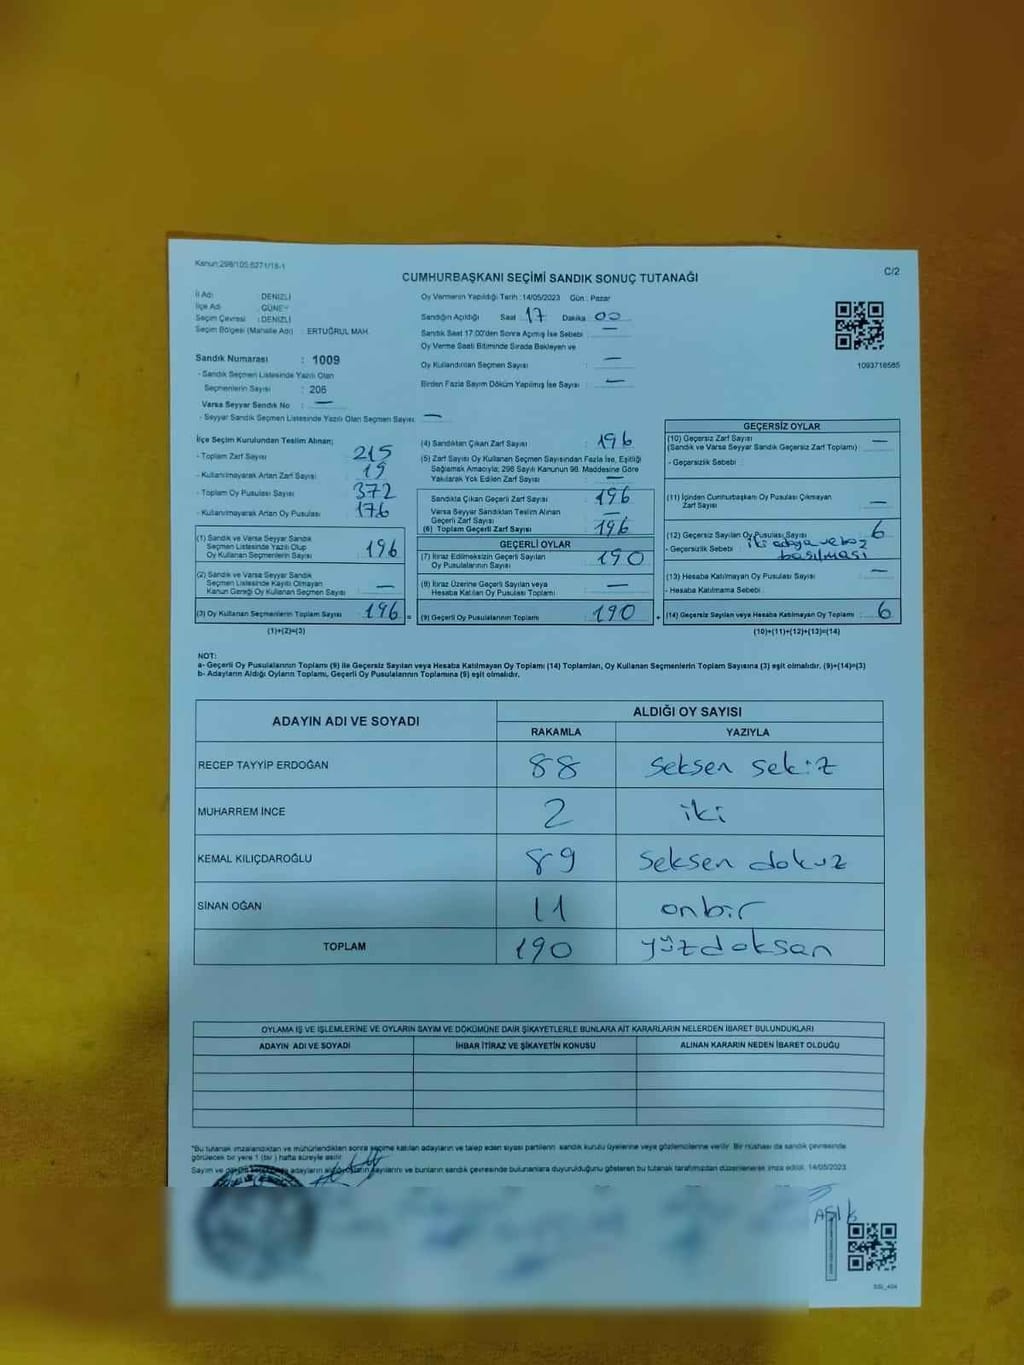 Kanun:298/105,6271/16-1
C/2
CUMHURBAŞKANI SEÇİMİ SANDIK SONUÇ TUTANAĞI
İl Adı : DENİZLİ
İlçe Adı : GÜNEY
Seçim Çevresi : DENİZLİ
Seçim Bölgesi (Mahalle Adı) : ERTUĞRUL MAH.
Sandık Numarası : 1009
- Sandık Seçmen Listesinde Yazılı Olan
Seçmenlerin Sayısı : 206
Varsa Seyyar Sandık No : —
- Seyyar Sandık Seçmen Listesinde Yazılı Olan Seçmen Sayısı : —
Oy Vermenin Yapıldığı Tarih : 14/05/2023 Gün : Pazar
Sandığın Açıldığı Saat 17 Dakika 00
Sandık Saat 17:00'den Sonra Açımış İse Sebebi : —
Oy Verme Saati Bitiminde Sırada Bekleyen ve
Oy Kullandırılan Seçmen Sayısı : —
Birden Fazla Sayım Döküm Yapılmış İse Sayısı : —
1093716585
İlçe Seçim Kurulundan Teslim Alınan;
- Toplam Zarf Sayısı : 215
- Kullanılmayarak Artan Zarf Sayısı : 19
- Toplam Oy Pusulası Sayısı : 372
- Kullanılmayarak Artan Oy Pusulası : 176
(1) Sandık ve Varsa Seyyar Sandık
Seçmen Listesinde Yazılı Olup
Oy Kullanan Seçmenlerin Sayısı : 196
(2) Sandık ve Varsa Seyyar Sandık
Seçmen Listesinde Kayıtlı Olmayan
Kanun Gereği Oy Kullanan Seçmen Sayısı : —
(3) Oy Kullanan Seçmenlerin Toplam Sayısı : 196
(1)+(2)=(3)
(4) Sandıktan Çıkan Zarf Sayısı : 196
(5) Zarf Sayısı Oy Kullanan Seçmen Sayısından Fazla İse, Eşitliği
Sağlamak Amacıyla; 298 Sayılı Kanunun 98. Maddesine Göre
Yakılarak Yok Edilen Zarf Sayısı : —
Sandıkta Çıkan Geçerli Zarf Sayısı : 196
Varsa Seyyar Sandıktan Teslim Alınan
Geçerli Zarf Sayısı : —
(6) Toplam Geçerli Zarf Sayısı : 196
GEÇERLİ OYLAR
(7) İtiraz Edilmeksizin Geçerli Sayılan
Oy Pusulalarının Sayısı : 190
(8) İtiraz Üzerine Geçerli Sayılan veya
Hesaba Katılan Oy Pusulası Toplamı : —
(9) Geçerli Oy Pusulalarının Toplamı : 190
GEÇERSİZ OYLAR
(10) Geçersiz Zarf Sayısı
(Sandık ve Varsa Seyyar Sandık Geçersiz Zarf Toplamı) : —
- Geçersizlik Sebebi :
(11) İçinden Cumhurbaşkanı Oy Pusulası Çıkmayan
Zarf Sayısı : —
(12) Geçersiz Sayılan Oy Pusulası Sayısı : 6
- Geçersizlik Sebebi : iki adaya ve boz
basılması
(13) Hesaba Katılmayan Oy Pusulası Sayısı : —
- Hesaba Katılmama Sebebi :
(14) Geçersiz Sayılan veya Hesaba Katılmayan Oy Toplamı : 6
(10)+(11)+(12)+(13)=(14)
NOT:
a- Geçerli Oy Pusulalarının Toplamı (9) ile Geçersiz Sayılan veya Hesaba Katılmayan Oy Toplamı (14) Toplamları, Oy Kullanan Seçmenlerin Toplam Sayısına (3) eşit olmalıdır. (9)+(14)=(3)
b- Adayların Aldığı Oyların Toplamı, Geçerli Oy Pusulalarının Toplamına (9) eşit olmalıdır.
ADAYIN ADI VE SOYADI
ALDIĞI OY SAYISI
RAKAMLA YAZIYLA
RECEP TAYYİP ERDOĞAN 88 seksen sekiz
MUHARREM İNCE 2 iki
KEMAL KILIÇDAROĞLU 89 seksen dokuz
SİNAN OĞAN 11 onbir
TOPLAM 190 yüzdoksan
OYLAMA İŞ VE İŞLEMLERİNE VE OYLARIN SAYIM VE DÖKÜMÜNE DAİR ŞİKAYETLERLE BUNLARA AİT KARARLARIN NELERDEN İBARET BULUNDUKLARI
ADAYIN ADI VE SOYADI İHBAR İTİRAZ VE ŞİKAYETİN KONUSU ALINAN KARARIN NEDEN İBARET OLDUĞU
*Bu tutanak imzalandıktan ve mühürlendikten sonra seçime katılan adayların ve talep eden siyasi partilerin sandık kurulu üyelerine veya gözlemcilerine verilir. Bir nüshası da sandık çevresinde
görülecek bir yere 1 (bir) hafta süreyle asılır.
Sayım ve adayların aldığı oyların sayılarını ve bunların sandık çevresinde bulunanlara duyurulduğunu gösteren bu tutanak tarafımızdan düzenlenerek imza edildi. 14/05/2023